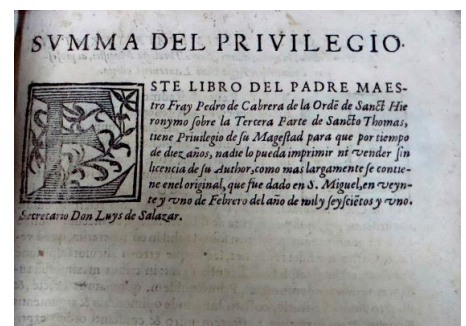 SVMMA DEL PRIVILEGIO.
ESTE LIBRO DEL PADRE MAES-
tro Fray Pedro de Cabrera de la Ordē de Sanct Hie
ronymo ſobre la Tercera Parte de Sancto Thomas,
tiene Priuilegio de ſu Mageſtad para que por tiempo
de diez años, nadie lo pueda imprimir ni vender ſin
licencia de ſu Author, como mas largamente ſe contie-
ne enel original, que fue dado en S. Miguel, en veyn-
te y vno de Febrero del año de mil y ſeyſciētos y vno.
Secretario Don Luys de Salazar.